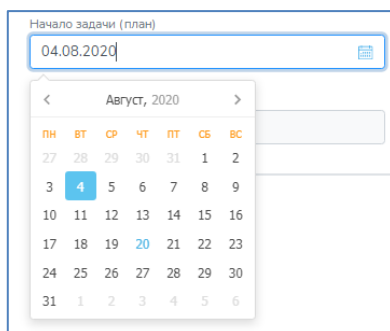 Начало задачи (план)
04.08.2020
< Август, 2020 >
ПН ВТ СР ЧТ ПТ СБ ВС
27 28 29 30 31 1 2
3 4 5 6 7 8 9
10 11 12 13 14 15 16
17 18 19 20 21 22 23
24 25 26 27 28 29 30
31 1 2 3 4 5 6